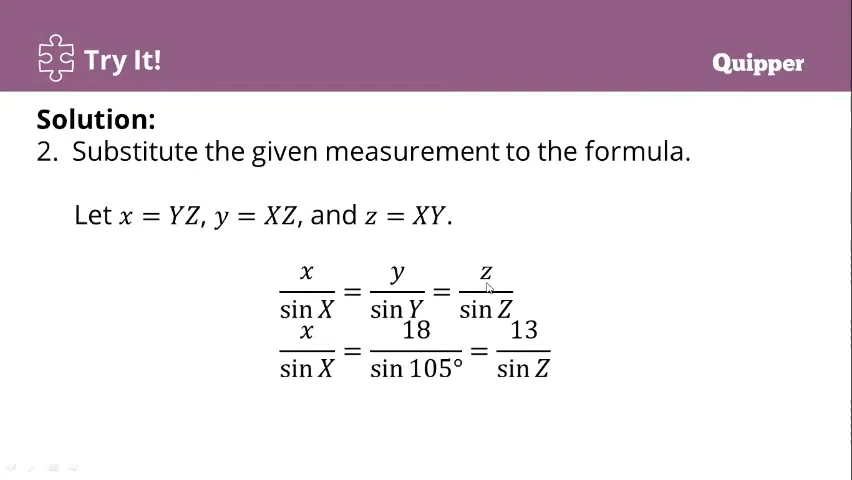 Try It!
Quipper
Solution:
2. Substitute the given measurement to the formula.
Let x = YZ, y = XZ, and z = XY.
x/sin X = y/sin Y = z/sin Z
x/sin X = 18/sin 105° = 13/sin Z